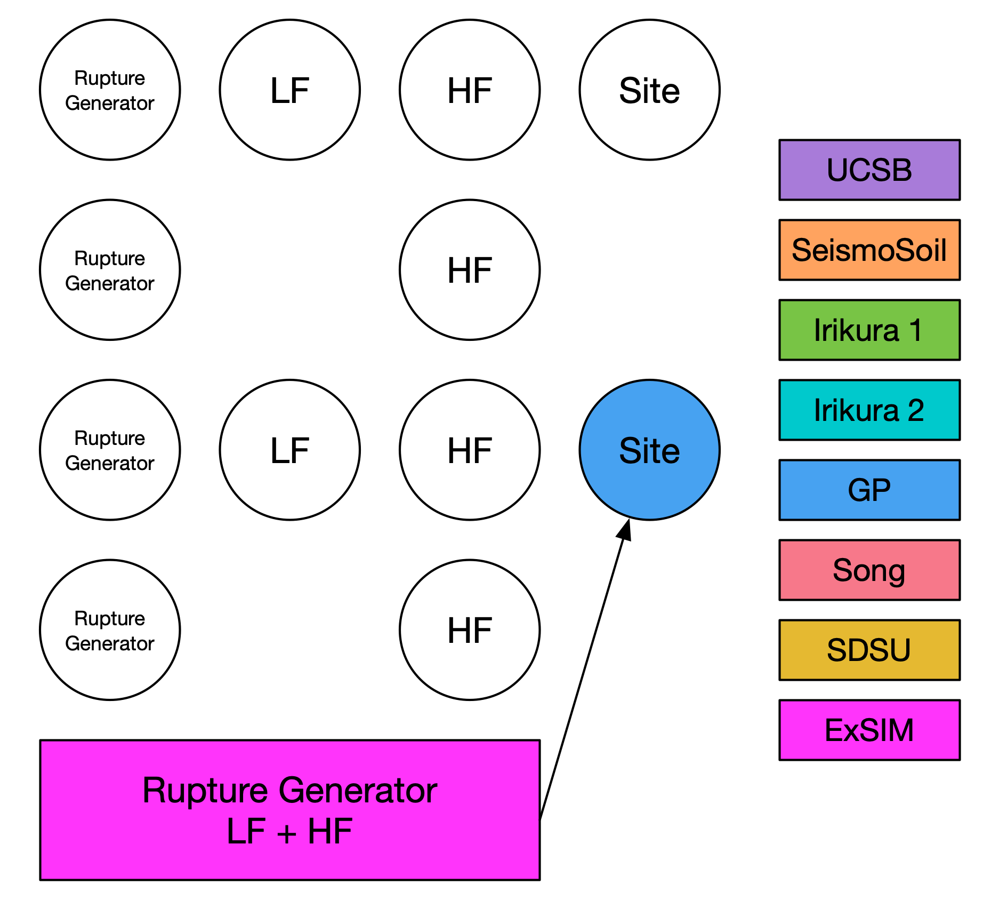 Rupture
Generator
LF
HF
Site
Rupture
Generator
HF
Rupture
Generator
LF
HF
Site
Rupture
Generator
HF
Rupture Generator
LF + HF
UCSB
SeismoSoil
Irikura 1
Irikura 2
GP
Song
SDSU
ExSIM